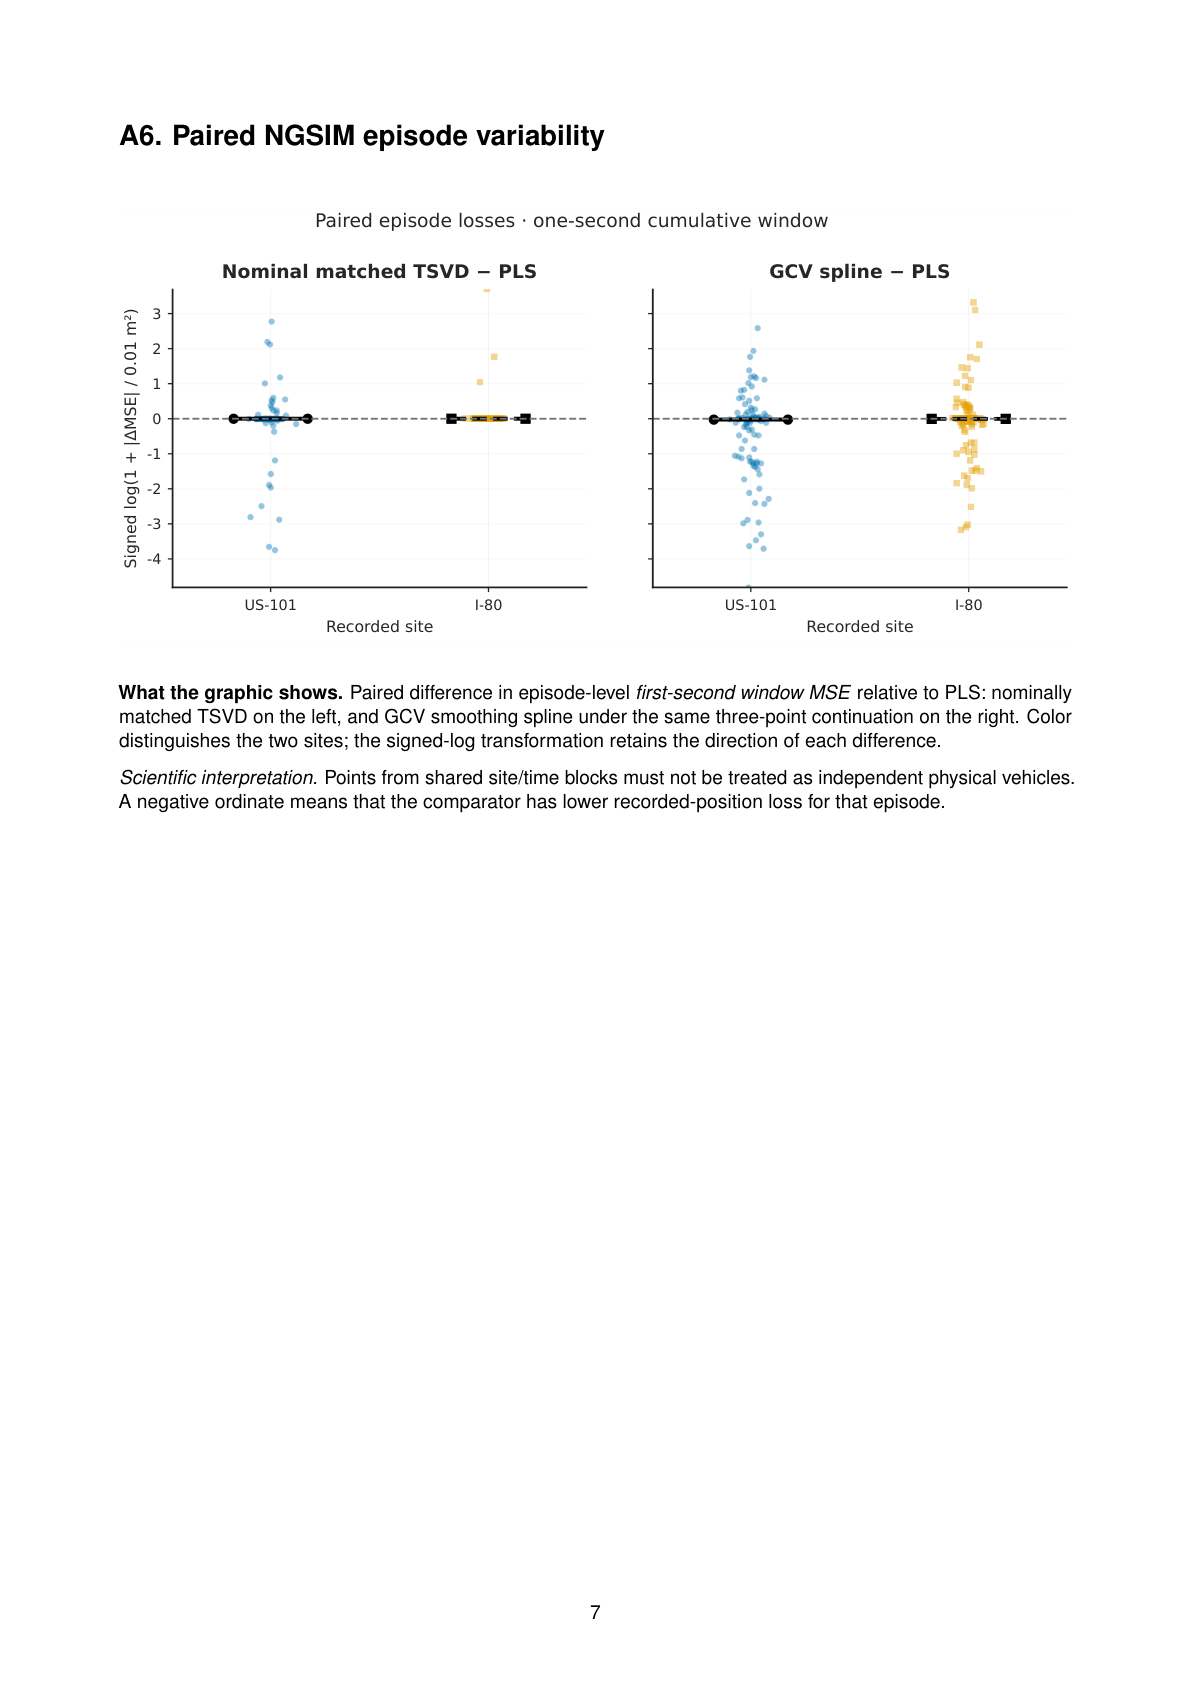 A6. Paired NGSIM episode variability
Paired episode losses · one-second cumulative window
Nominal matched TSVD − PLS
GCV spline − PLS
Signed log(1 + |ΔMSE| / 0.01 m²)
3
2
1
0
-1
-2
-3
-4
US-101
I-80
US-101
I-80
Recorded site
Recorded site
What the graphic shows. Paired difference in episode-level first-second window MSE relative to PLS: nominally
matched TSVD on the left, and GCV smoothing spline under the same three-point continuation on the right. Color
distinguishes the two sites; the signed-log transformation retains the direction of each difference.
Scientific interpretation. Points from shared site/time blocks must not be treated as independent physical vehicles.
A negative ordinate means that the comparator has lower recorded-position loss for that episode.
7